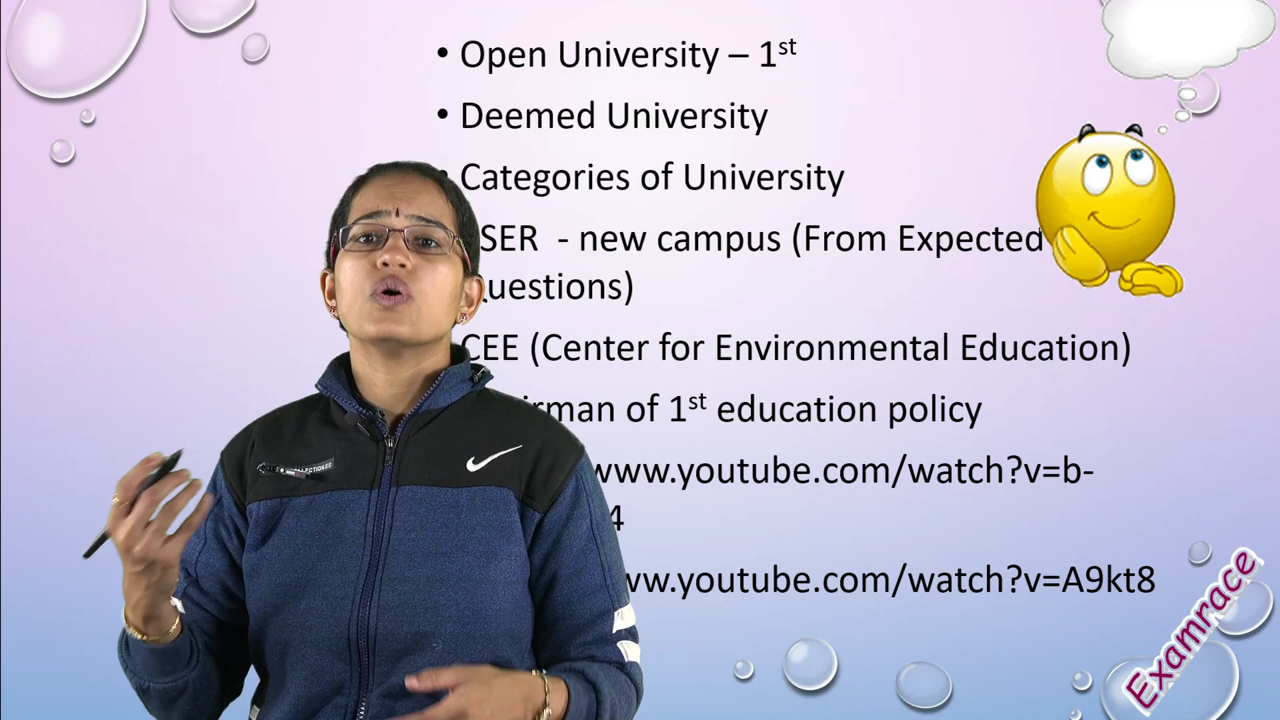 • Open University – 1st
• Deemed University
Categories of University
SER - new campus (From Expected
uestions)
CEE (Center for Environmental Education)
irman of 1st education policy
www.youtube.com/watch?v=b-
4
ww.youtube.com/watch?v=A9kt8
Examrace